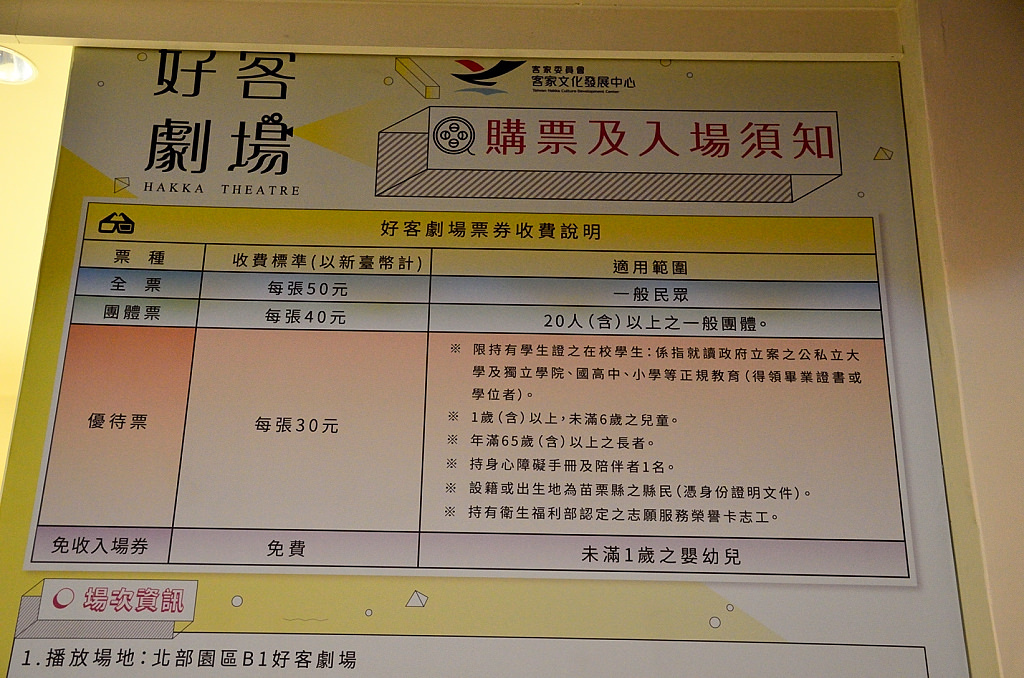 好客
劇場
HAKKA THEATRE
客家委員會
客家文化發展中心
Taiwan Hakka Culture Development Center
購票及入場須知
好客劇場票券收費說明
票 種 收費標準(以新臺幣計) 適用範圍
全 票 每張50元 一般民眾
團體票 每張40元 20人(含)以上之一般團體。
優待票 每張30元
※ 限持有學生證之在校學生:係指就讀政府立案之公私立大
學及獨立學院、國高中、小學等正規教育(得領畢業證書或
學位者)。
※ 1歲(含)以上,未滿6歲之兒童。
※ 年滿65歲(含)以上之長者。
※ 持身心障礙手冊及陪伴者1名。
※ 設籍或出生地為苗栗縣之縣民(憑身份證明文件)。
※ 持有衛生福利部認定之志願服務榮譽卡志工。
免收入場券 免費 未滿1歲之嬰幼兒
場次資訊
1.播放場地:北部園區B1好客劇場